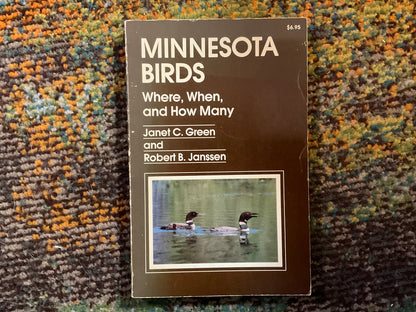 $6.95
MINNESOTA
BIRDS
Where, When,
and How Many
Janet C. Green
and
Robert B. Janssen